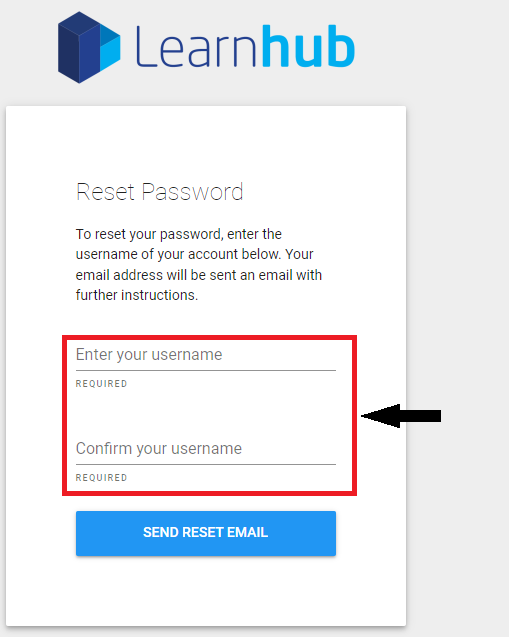 Learnhub
Reset Password
To reset your password, enter the
username of your account below. Your
email address will be sent an email with
further instructions.
Enter your username
REQUIRED
Confirm your username
REQUIRED
SEND RESET EMAIL